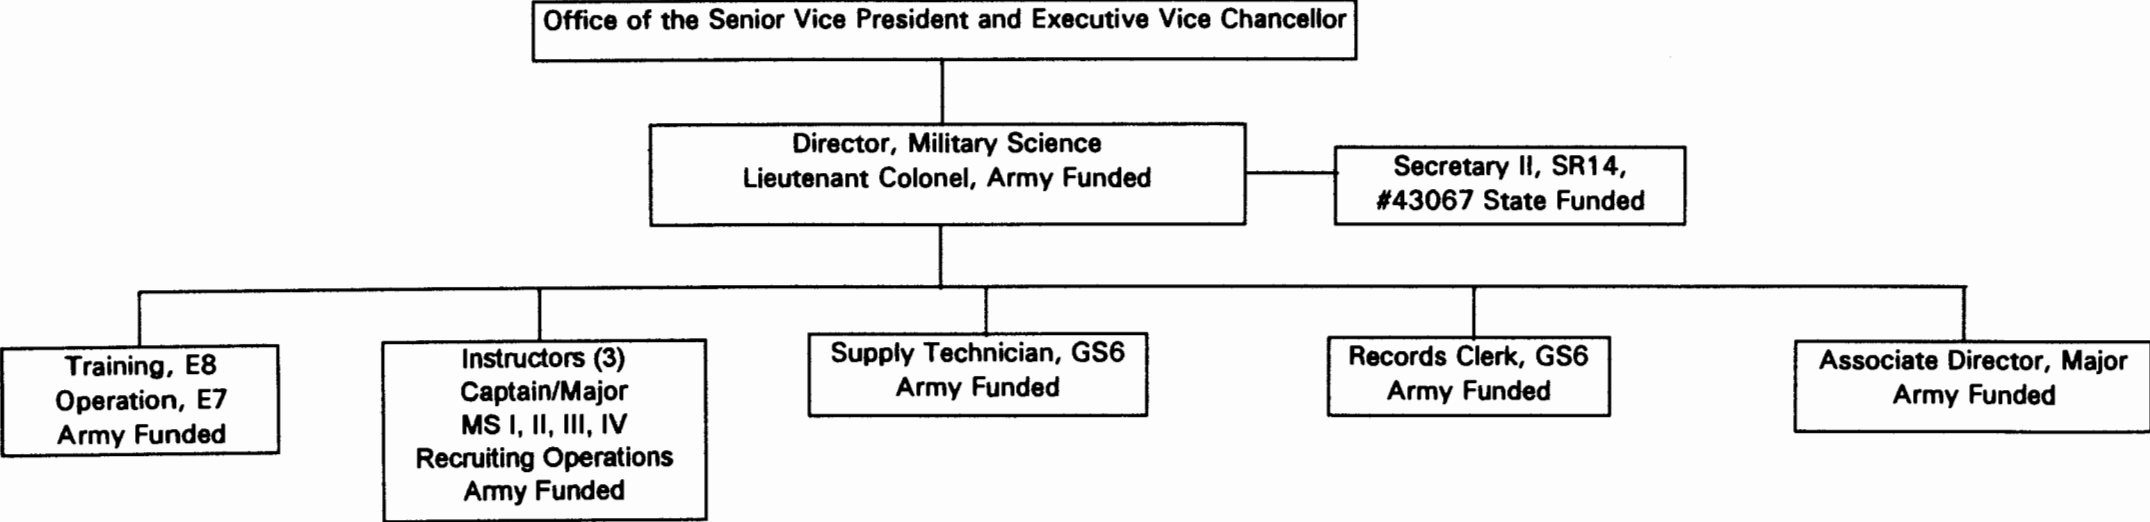 Office of the Senior Vice President and Executive Vice Chancellor
Director, Military Science
Lieutenant Colonel, Army Funded
Secretary II, SR14,
#43067 State Funded
Training, E8
Operation, E7
Army Funded
Instructors (3)
Captain/Major
MS I, II, III, IV
Recruiting Operations
Army Funded
Supply Technician, GS6
Army Funded
Records Clerk, GS6
Army Funded
Associate Director, Major
Army Funded